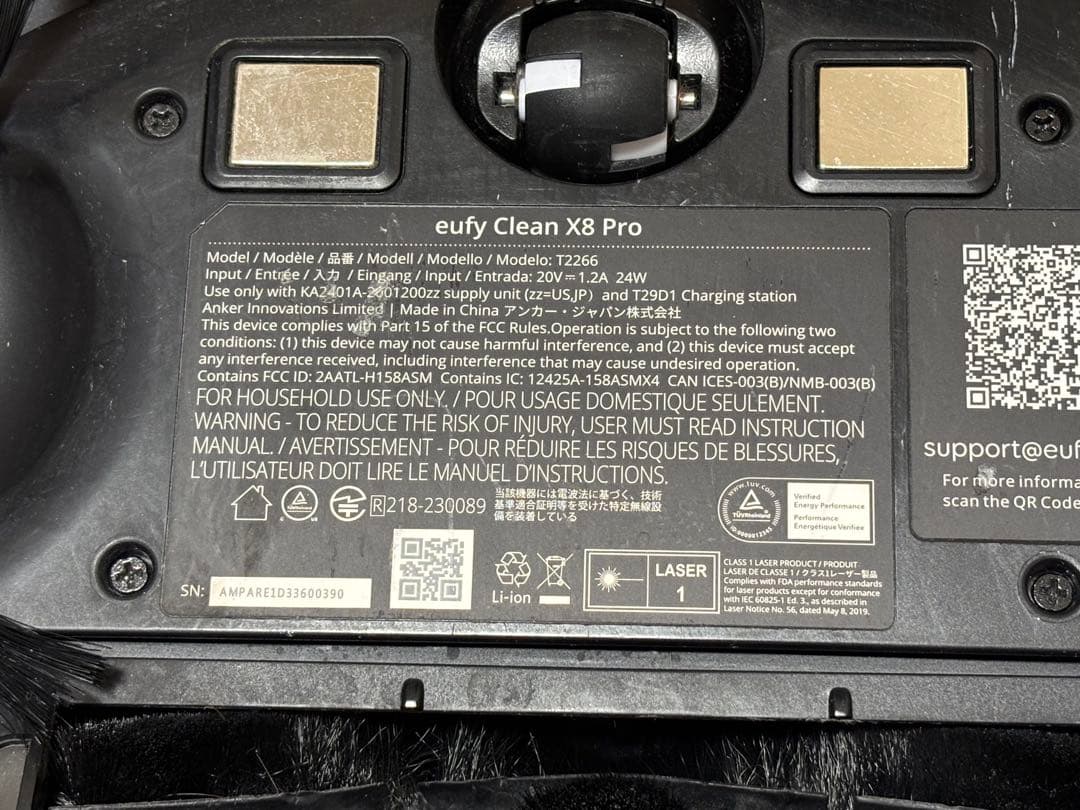 eufy Clean X8 Pro
Model / Modèle / 品番 / Modell / Modello / Modelo: T2266
Input / Entrée / 入力 / Eingang / Input / Entrada: 20V⎓1.2A 24W
Use only with KA2401A-2001200zz supply unit (zz=US,JP) and T29D1 Charging station
Anker Innovations Limited | Made in China アンカー・ジャパン株式会社
This device complies with Part 15 of the FCC Rules.Operation is subject to the following two
conditions: (1) this device may not cause harmful interference, and (2) this device must accept
any interference received, including interference that may cause undesired operation.
Contains FCC ID: 2AATL-H158ASM Contains IC: 12425A-158ASMX4 CAN ICES-003(B)/NMB-003(B)
FOR HOUSEHOLD USE ONLY. / POUR USAGE DOMESTIQUE SEULEMENT.
WARNING - TO REDUCE THE RISK OF INJURY, USER MUST READ INSTRUCTION
MANUAL. / AVERTISSEMENT - POUR RÉDUIRE LES RISQUES DE BLESSURES,
L'UTILISATEUR DOIT LIRE LE MANUEL D'INSTRUCTIONS.
R 218-230089
当該機器には電波法に基づく、技術
基準適合証明等を受けた特定無線設
備を装着している
www.tuv.com
TÜVRheinland
Verified
Energy Performance
Performance
Énergétique Vérifiée
SN: AMPARE1D33600390
Li-ion
LASER
1
CLASS 1 LASER PRODUCT / PRODUIT
LASER DE CLASSE 1 / クラス1レーザー製品
Complies with FDA performance standards
for laser products except for conformance
with IEC 60825-1 Ed. 3., as described in
Laser Notice No. 56, dated May 8, 2019.
support@euf
For more informa
scan the QR Code